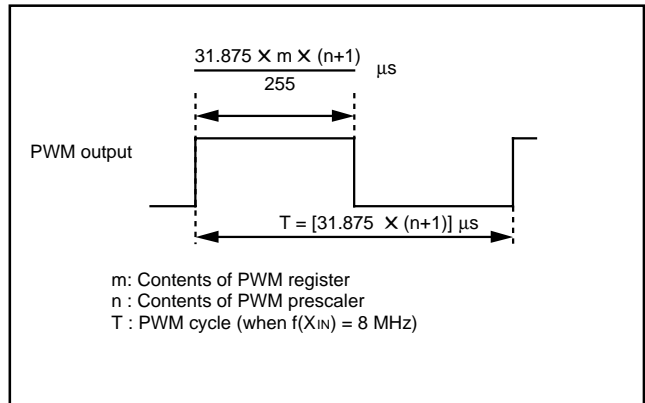 31.875 × m × (n+1)
255
μs
PWM output
T = [31.875 × (n+1)] μs
m: Contents of PWM register
n : Contents of PWM prescaler
T : PWM cycle (when f(XIN) = 8 MHz)